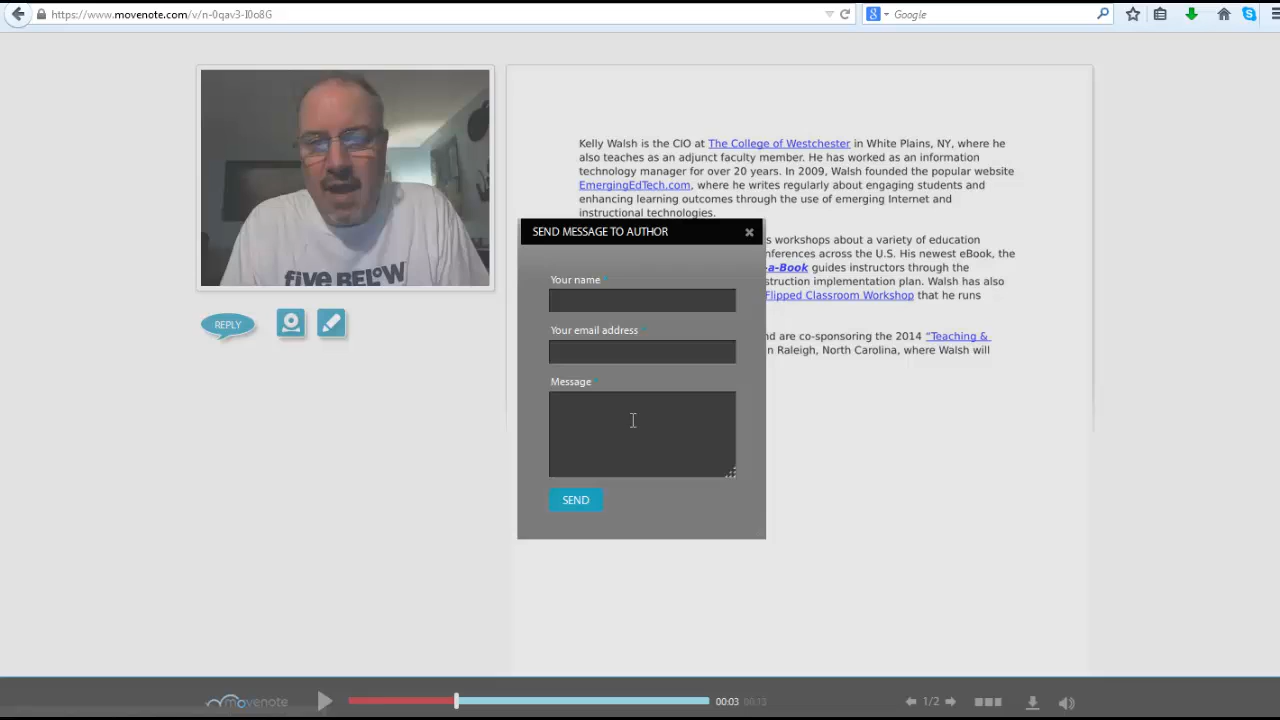 https://www.movenote.com/v/n-0qav3-I0o8G
Google
five BELOW
Kelly Walsh is the CIO at The College of Westchester in White Plains, NY, where he
also teaches as an adjunct faculty member. He has worked as an information
technology manager for over 20 years. In 2009, Walsh founded the popular website
EmergingEdTech.com, where he writes regularly about engaging students and
enhancing learning outcomes through the use of emerging Internet and
instructional technologies.
s workshops about a variety of education
nferences across the U.S. His newest eBook, the
-a-Book guides instructors through the
struction implementation plan. Walsh has also
Flipped Classroom Workshop that he runs
nd are co-sponsoring the 2014 “Teaching &
n Raleigh, North Carolina, where Walsh will
REPLY
SEND MESSAGE TO AUTHOR
Your name *
Your email address *
Message *
SEND
movenote
00:03 00:13
1/2